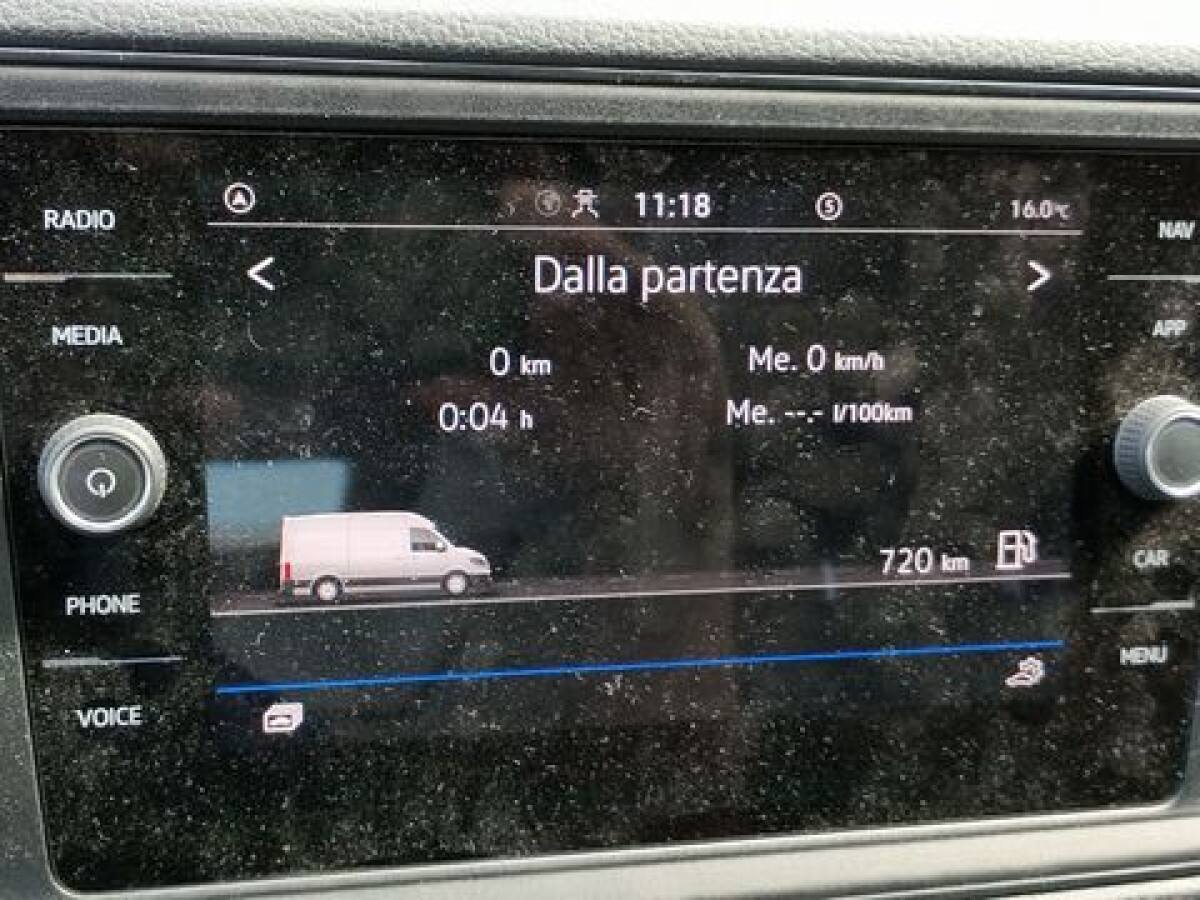 RADIO
MEDIA
PHONE
VOICE
11:18
S
16.0°C
< Dalla partenza >
0 km
Me. 0 km/h
0:04 h
Me. --.- l/100km
720 km
NAV
APP
CAR
MENU